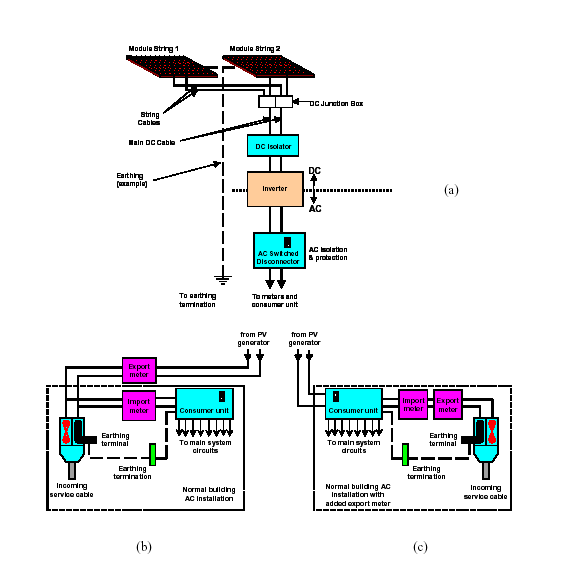 Module String 1
Module String 2
DC Junction Box
String
Cables
Main DC Cable
DC Isolator
Earthing
(example)
DC
Inverter
(a)
AC
AC Switched
Disconnector
AC Isolation
& protection
To earthing
termination
To meters and
consumer unit
from PV
generator
Export
meter
Import
meter
Consumer unit
Earthing
terminal
To main system
circuits
Earthing
termination
Incoming
service cable
Normal building
AC installation
from PV
generator
Consumer unit
Import
meter
Export
meter
To main system
circuits
Earthing
terminal
Earthing
termination
Normal building AC
installation with
added export meter
Incoming
service cable
(b)
(c)